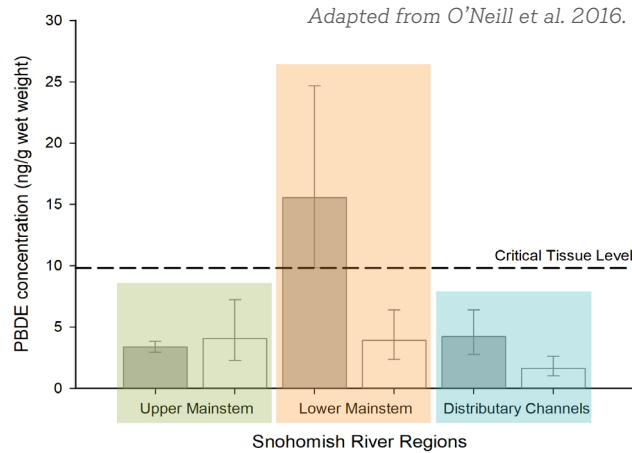 Adapted from O’Neill et al. 2016.
PBDE concentration (ng/g wet weight)
30
25
20
15
10
5
0
Critical Tissue Level
Upper Mainstem
Lower Mainstem
Distributary Channels
Snohomish River Regions